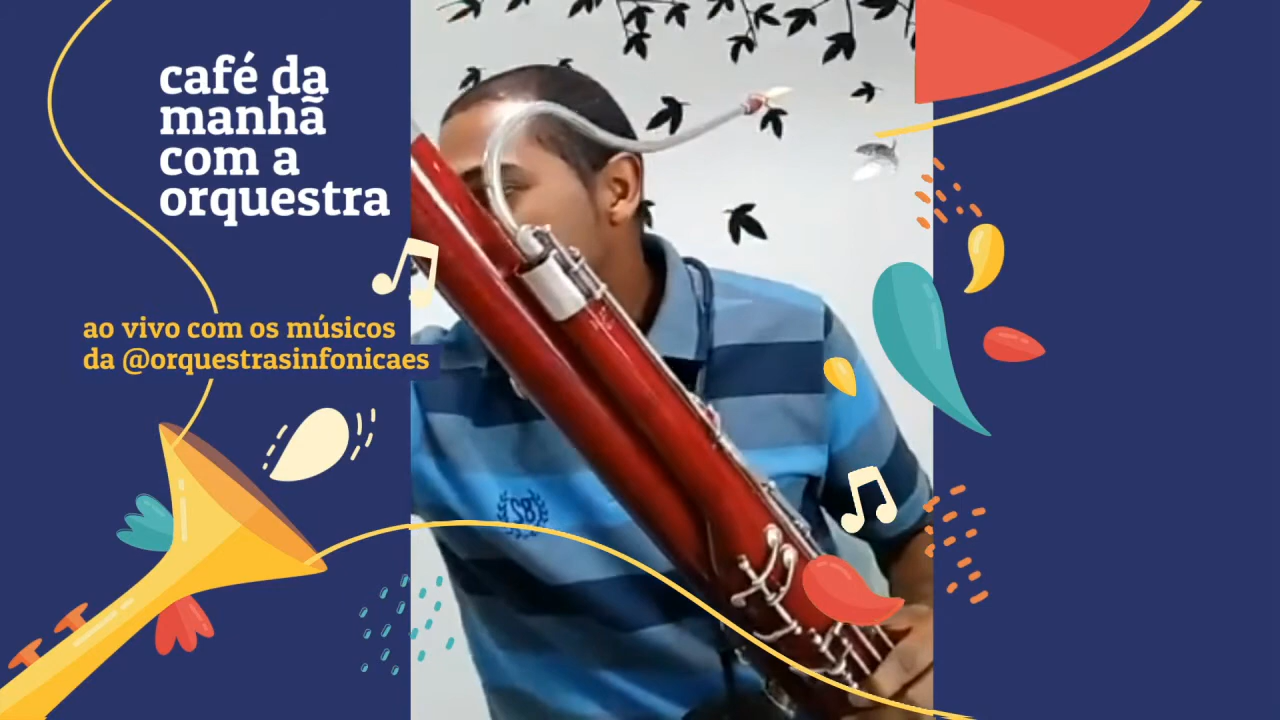 café da
manhã
com a
orquestra
ao vivo com os músicos
da @orquestrasinfonicaes